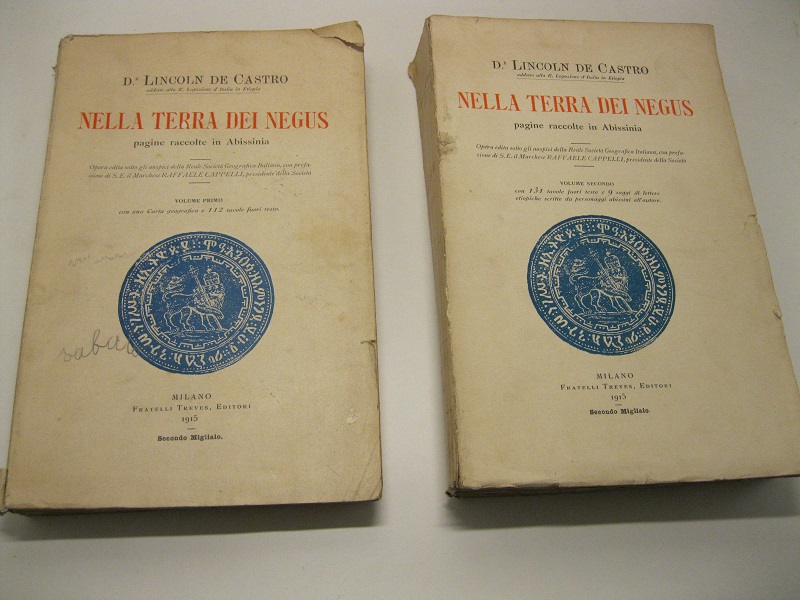 Dr. LINCOLN DE CASTRO
addetto alla R. Legazione d'Italia in Etiopia
NELLA TERRA DEI NEGUS
pagine raccolte in Abissinia
Opera edita sotto gli auspici della Reale Società Geografica Italiana, con prefa-
zione di S. E. il Marchese RAFFAELE CAPPELLI, presidente della Società
VOLUME PRIMO
con una Carta geografica e 112 tavole fuori testo.
MILANO
FRATELLI TREVES, EDITORI
1915
Secondo Migliaio.
Dr. LINCOLN DE CASTRO
addetto alla R. Legazione d'Italia in Etiopia
NELLA TERRA DEI NEGUS
pagine raccolte in Abissinia
Opera edita sotto gli auspici della Reale Società Geografica Italiana, con prefa-
zione di S. E. il Marchese RAFFAELE CAPPELLI, presidente della Società
VOLUME SECONDO
con 131 tavole fuori testo e 9 saggi di lettere
etiopiche scritte da personaggi abissini all'autore.
MILANO
FRATELLI TREVES, EDITORI
1915
Secondo Migliaio.